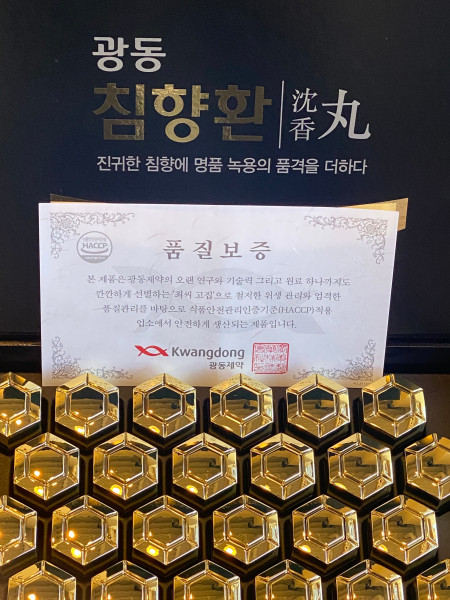 광동
침향환 沈香丸
진귀한 침향에 명품 녹용의 품격을 더하다
HACCP
품질보증
본 제품은 광동제약의 오랜 연구와 기술력 그리고 원료 하나까지도
깐깐하게 선별하는 '최씨 고집'으로 철저한 위생 관리와 엄격한
품질관리를 바탕으로 식품안전관리인증기준(HACCP)적용
업소에서 안전하게 생산되는 제품입니다.
Kwangdong
광동제약